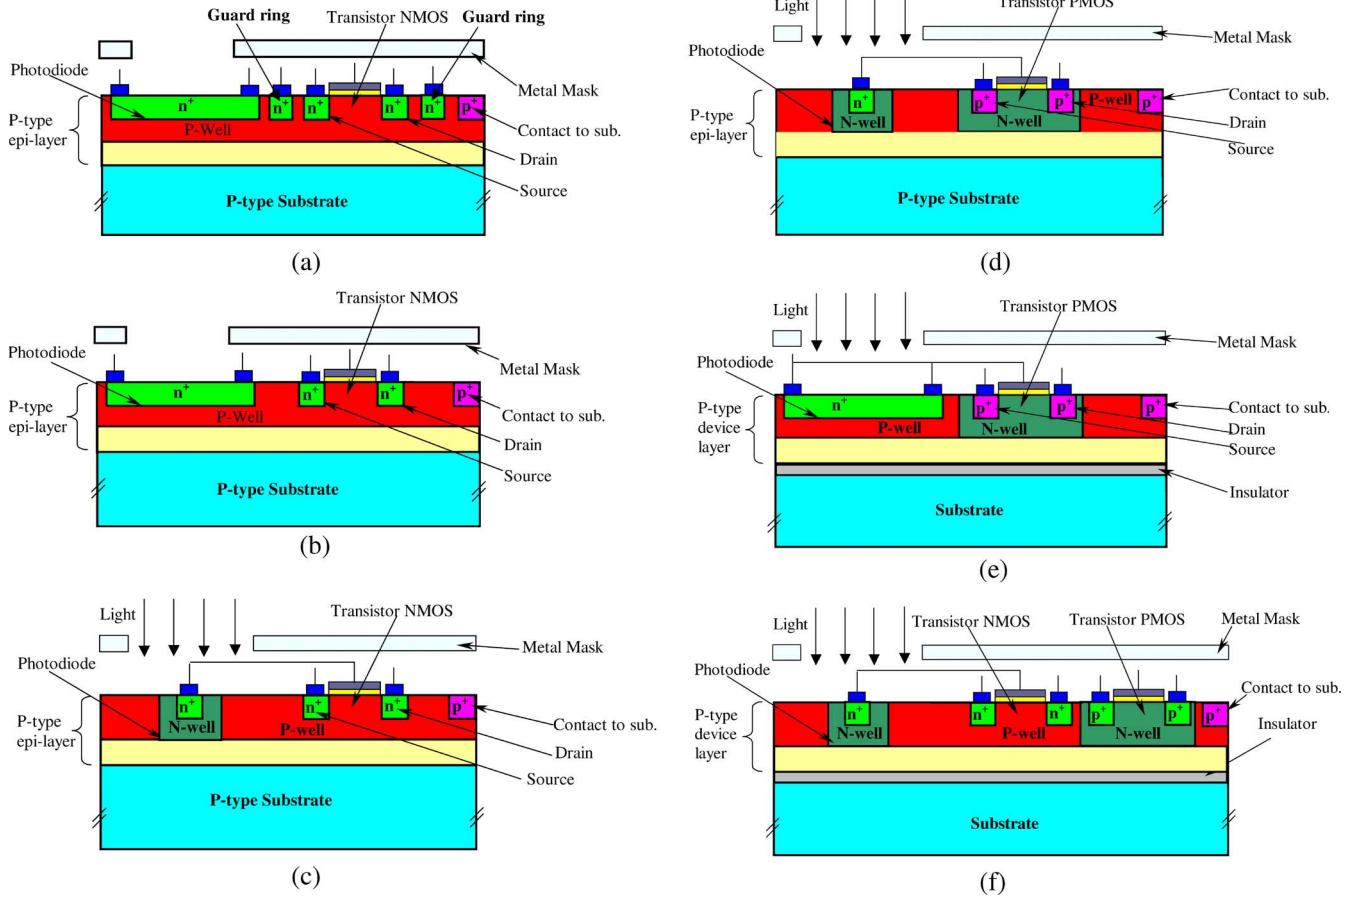 Guard ring
Transistor NMOS
Guard ring
Photodiode
Metal Mask
n+
n+
n+
n+
n+
p+
P-type
epi-layer
P-Well
Contact to sub.
Drain
Source
P-type Substrate
(a)
Transistor NMOS
Photodiode
Metal Mask
n+
n+
n+
p+
P-type
epi-layer
P-Well
Contact to sub.
Drain
Source
P-type Substrate
(b)
Light
Transistor NMOS
Metal Mask
Photodiode
n+
n+
n+
p+
P-type
epi-layer
N-well
P-well
Contact to sub.
Drain
Source
P-type Substrate
(c)
Light
Transistor PMOS
Metal Mask
Photodiode
n+
p+
p+
P-well
p+
Contact to sub.
P-type
epi-layer
N-well
N-well
Drain
Source
P-type Substrate
(d)
Light
Transistor PMOS
Metal Mask
Photodiode
n+
p+
p+
p+
P-type
device
layer
P-well
N-well
Contact to sub.
Drain
Source
Insulator
Substrate
(e)
Light
Transistor NMOS
Transistor PMOS
Metal Mask
Photodiode
n+
n+
n+
p+
p+
p+
Contact to sub.
P-type
device
layer
N-well
P-well
N-well
Insulator
Substrate
(f)